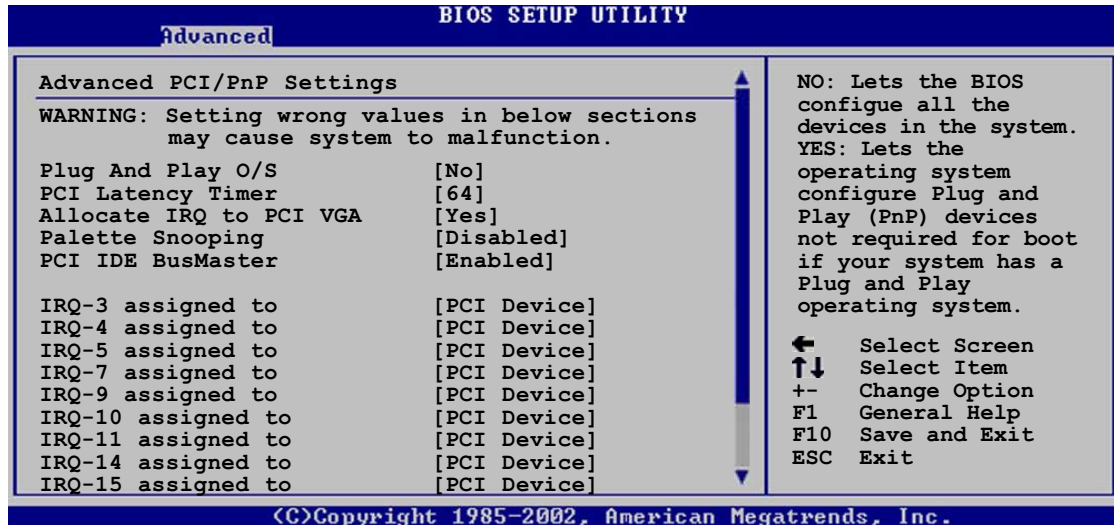 BIOS SETUP UTILITY
Advanced
Advanced PCI/PnP Settings
WARNING: Setting wrong values in below sections
may cause system to malfunction.
Plug And Play O/S [No]
PCI Latency Timer [64]
Allocate IRQ to PCI VGA [Yes]
Palette Snooping [Disabled]
PCI IDE BusMaster [Enabled]
IRQ-3 assigned to [PCI Device]
IRQ-4 assigned to [PCI Device]
IRQ-5 assigned to [PCI Device]
IRQ-7 assigned to [PCI Device]
IRQ-9 assigned to [PCI Device]
IRQ-10 assigned to [PCI Device]
IRQ-11 assigned to [PCI Device]
IRQ-14 assigned to [PCI Device]
IRQ-15 assigned to [PCI Device]
NO: Lets the BIOS
configue all the
devices in the system.
YES: Lets the
operating system
configure Plug and
Play (PnP) devices
not required for boot
if your system has a
Plug and Play
operating system.
← Select Screen
↑↓ Select Item
+- Change Option
F1 General Help
F10 Save and Exit
ESC Exit
(C)Copyright 1985-2002, American Megatrends, Inc.